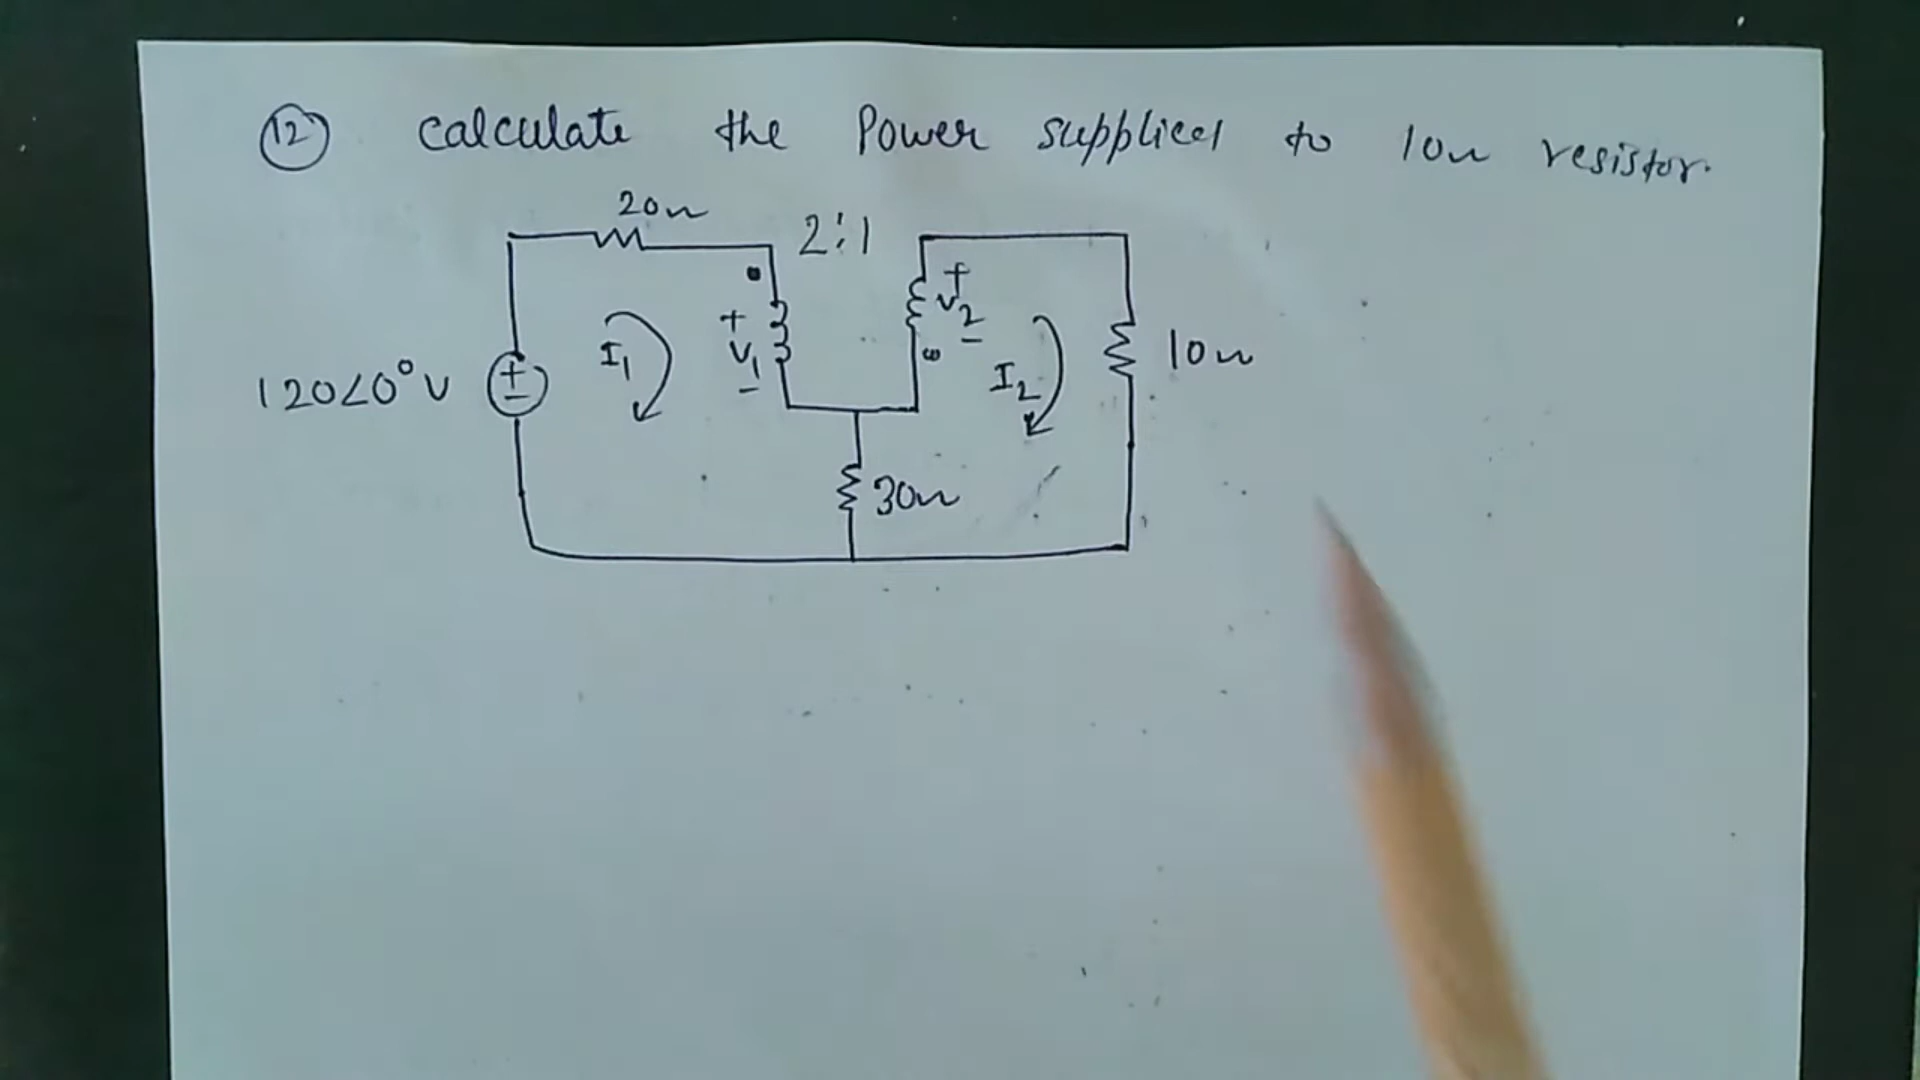 12 calculate the Power supplied to 10Ω resistor.
20Ω
2:1
+
V1
-
+
V2
-
I1
I2
120∠0°V
+
-
10Ω
30Ω